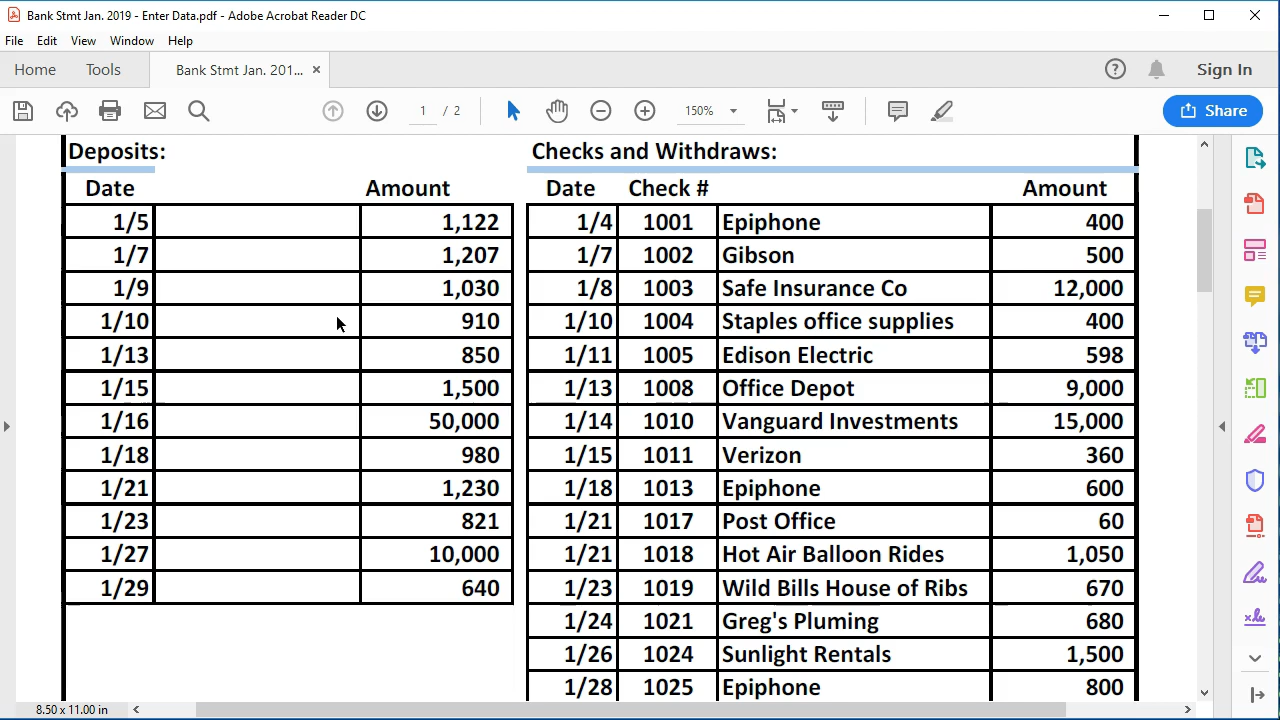 Bank Stmt Jan. 2019 - Enter Data.pdf - Adobe Acrobat Reader DC
File Edit View Window Help
Home Tools Bank Stmt Jan. 201... × Sign In
1 / 2 150% Share
Deposits: Checks and Withdraws:
Date Amount Date Check # Amount
1/5 1,122 1/4 1001 Epiphone 400
1/7 1,207 1/7 1002 Gibson 500
1/9 1,030 1/8 1003 Safe Insurance Co 12,000
1/10 910 1/10 1004 Staples office supplies 400
1/13 850 1/11 1005 Edison Electric 598
1/15 1,500 1/13 1008 Office Depot 9,000
1/16 50,000 1/14 1010 Vanguard Investments 15,000
1/18 980 1/15 1011 Verizon 360
1/21 1,230 1/18 1013 Epiphone 600
1/23 821 1/21 1017 Post Office 60
1/27 10,000 1/21 1018 Hot Air Balloon Rides 1,050
1/29 640 1/23 1019 Wild Bills House of Ribs 670
1/24 1021 Greg's Pluming 680
1/26 1024 Sunlight Rentals 1,500
1/28 1025 Epiphone 800
8.50 x 11.00 in